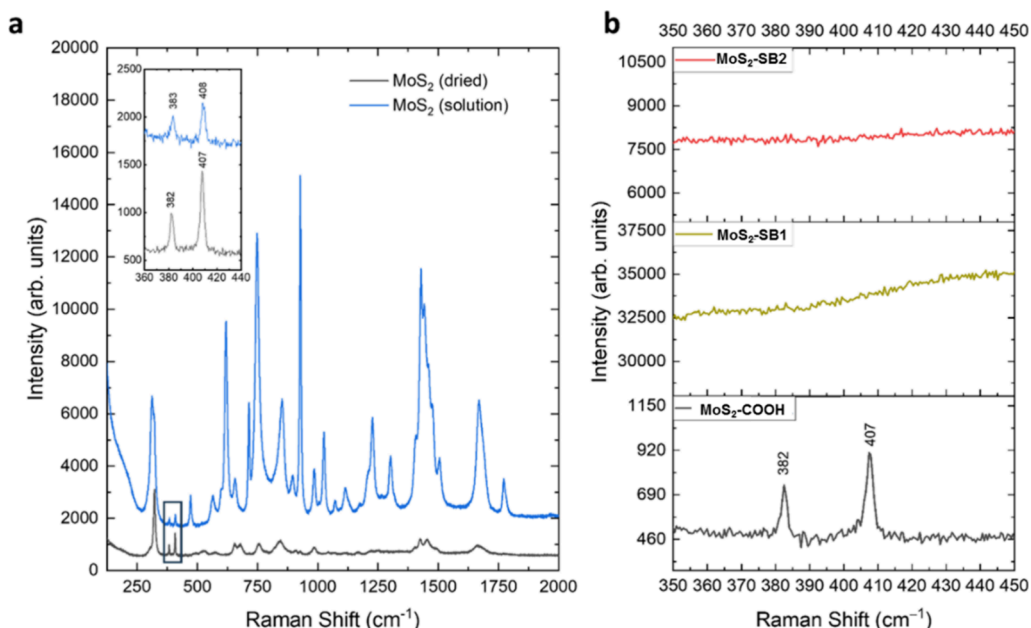 a
Intensity (arb. units)
20000
18000
16000
14000
12000
10000
8000
6000
4000
2000
0
MoS₂ (dried)
MoS₂ (solution)
2500
2000
1500
1000
500
383
408
382
407
360 380 400 420 440
250 500 750 1000 1250 1500 1750 2000
Raman Shift (cm⁻¹)
b
350 360 370 380 390 400 410 420 430 440 450
Intensity (arb. units)
MoS₂-SB2
10500
9000
7500
6000
MoS₂-SB1
37500
35000
32500
30000
MoS₂-COOH
1150
920
690
460
382
407
350 360 370 380 390 400 410 420 430 440 450
Raman Shift (cm⁻¹)